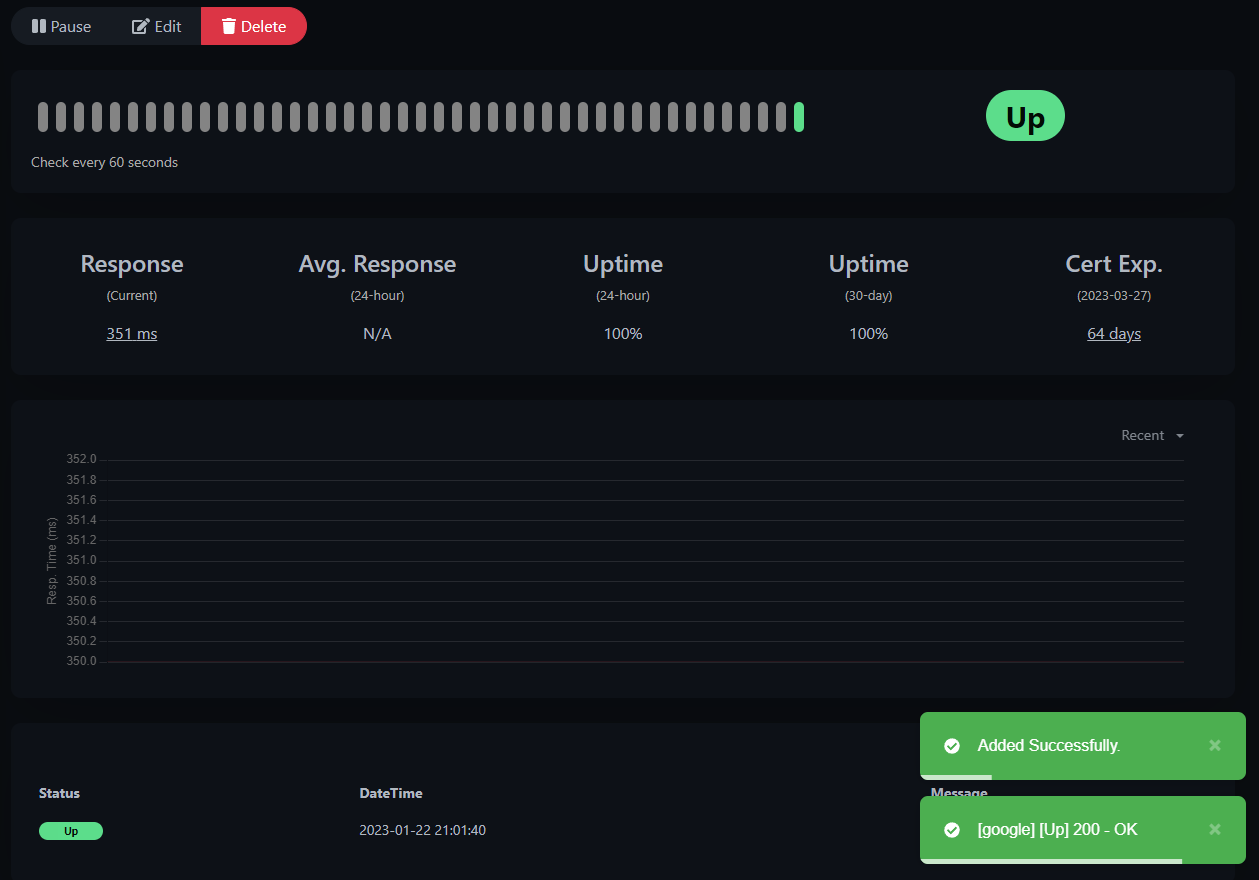 Pause Edit Delete
Up
Check every 60 seconds
Response Avg. Response Uptime Uptime Cert Exp.
(Current) (24-hour) (24-hour) (30-day) (2023-03-27)
351 ms N/A 100% 100% 64 days
Recent
352.0
351.8
351.6
351.4
351.2
351.0
350.8
350.6
350.4
350.2
350.0
Resp. Time (ms)
Added Successfully.
Status DateTime Message
Up 2023-01-22 21:01:40
[google] [Up] 200 - OK